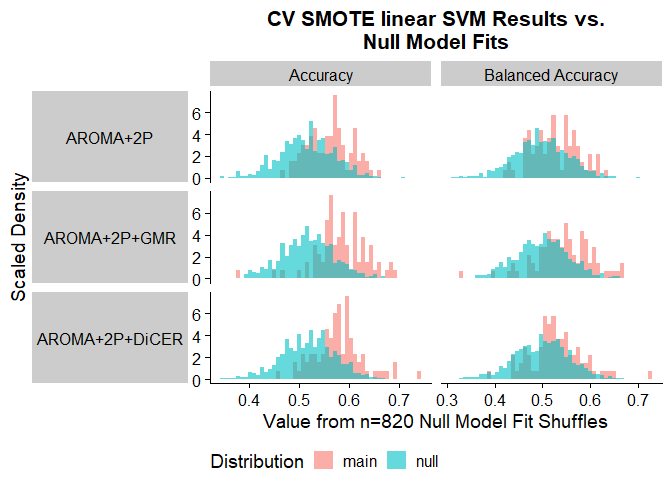 CV SMOTE linear SVM Results vs.
Null Model Fits
Accuracy
Balanced Accuracy
Scaled Density
AROMA+2P
6
4
2
0
AROMA+2P+GMR
6
4
2
0
AROMA+2P+DiCER
6
4
2
0
0.4 0.5 0.6 0.7
0.3 0.4 0.5 0.6 0.7
Value from n=820 Null Model Fit Shuffles
Distribution main null